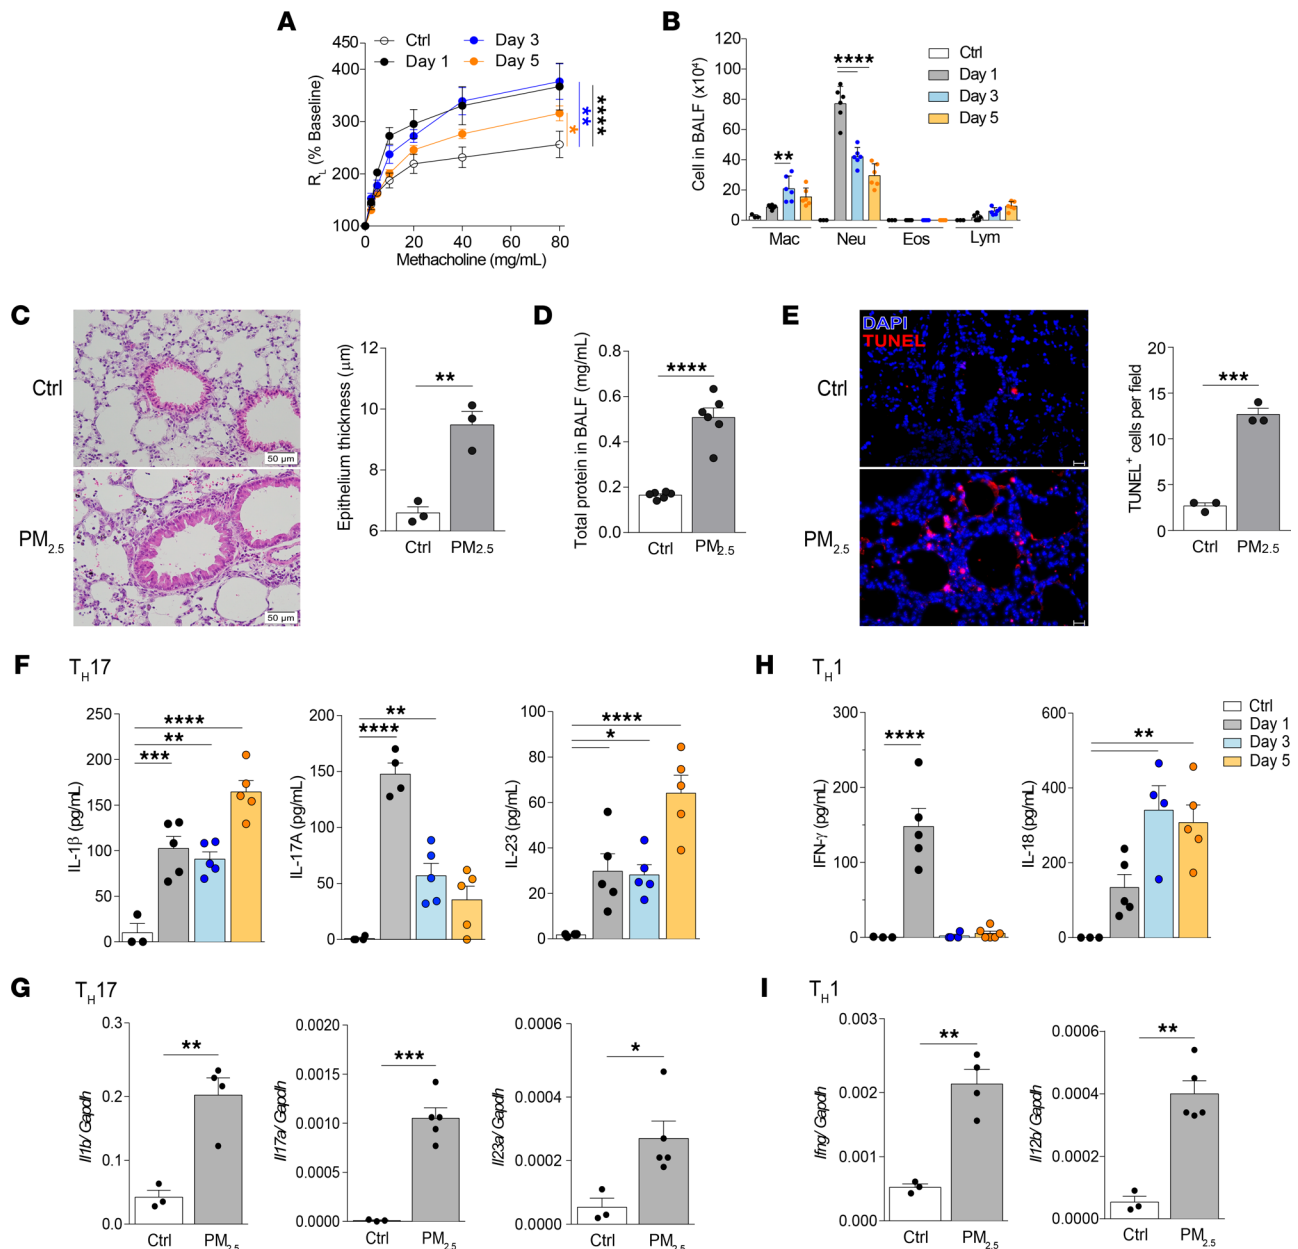 A
Ctrl
Day 3
Day 1
Day 5
450
400
300
200
100
R_L (% Baseline)
0
20
40
60
80
Methacholine (mg/mL)
**
****
*
B
120
100
80
60
40
20
0
Cell in BALF (x10⁴)
**
****
Mac
Neu
Eos
Lym
Ctrl
Day 1
Day 3
Day 5
C
Ctrl
50 µm
PM₂.₅
50 µm
12
10
8
6
Epithelium thickness (µm)
**
Ctrl
PM₂.₅
D
0.8
0.6
0.4
0.2
0.0
Total protein in BALF (mg/mL)
****
Ctrl
PM₂.₅
E
DAPI
TUNEL
Ctrl
PM₂.₅
20
15
10
5
0
TUNEL⁺ cells per field
***
Ctrl
PM₂.₅
F
T_H17
250
200
150
100
50
0
IL-1β (pg/mL)
****
**
***
200
150
100
50
0
IL-17A (pg/mL)
**
****
100
80
60
40
20
0
IL-23 (pg/mL)
****
*
H
T_H1
300
150
0
IFN-γ (pg/mL)
****
600
400
200
0
IL-18 (pg/mL)
**
Ctrl
Day 1
Day 3
Day 5
G
T_H17
0.3
0.2
0.1
0.0
Il1b/ Gapdh
**
Ctrl
PM₂.₅
0.0020
0.0015
0.0010
0.0005
0.0000
Il17a/ Gapdh
***
Ctrl
PM₂.₅
0.0006
0.0004
0.0002
0.0000
Il23a/ Gapdh
*
Ctrl
PM₂.₅
I
T_H1
0.003
0.002
0.001
0.000
Ifng/ Gapdh
**
Ctrl
PM₂.₅
0.0006
0.0004
0.0002
0.0000
Il12b/ Gapdh
**
Ctrl
PM₂.₅